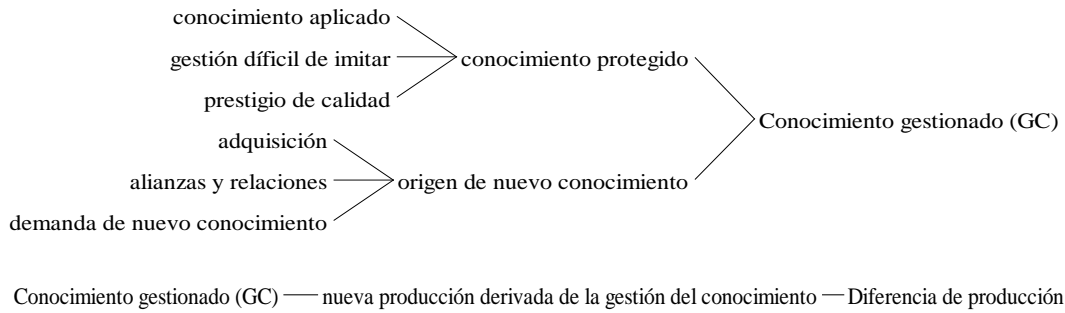 conocimiento aplicado
gestión díficil de imitar
conocimiento protegido
prestigio de calidad
Conocimiento gestionado (GC)
adquisición
alianzas y relaciones
origen de nuevo conocimiento
demanda de nuevo conocimiento
Conocimiento gestionado (GC) — nueva producción derivada de la gestión del conocimiento — Diferencia de producción